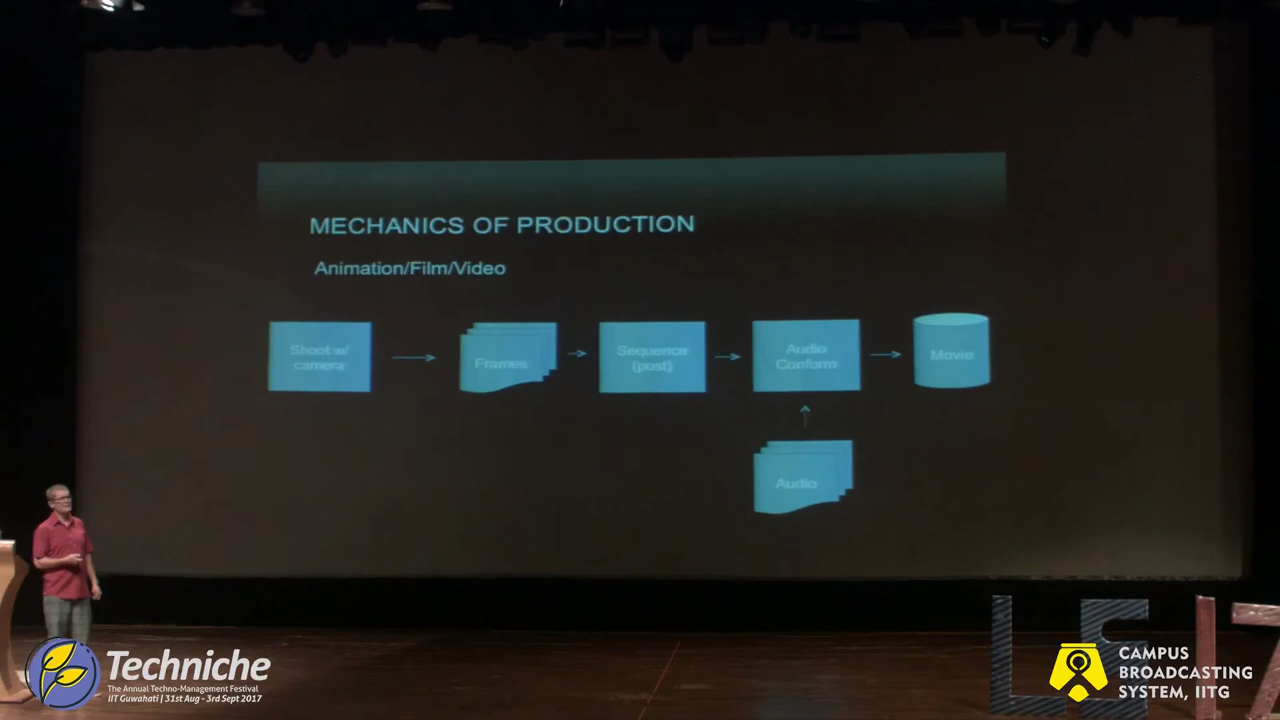 MECHANICS OF PRODUCTION
Animation/Film/Video
Shoot w/
camera
Frames
Sequence
(post)
Audio
Conform
Movie
Audio
Techniche
The Annual Techno-Management Festival
IIT Guwahati | 31st Aug - 3rd Sept 2017
CAMPUS
BROADCASTING
SYSTEM, IITG